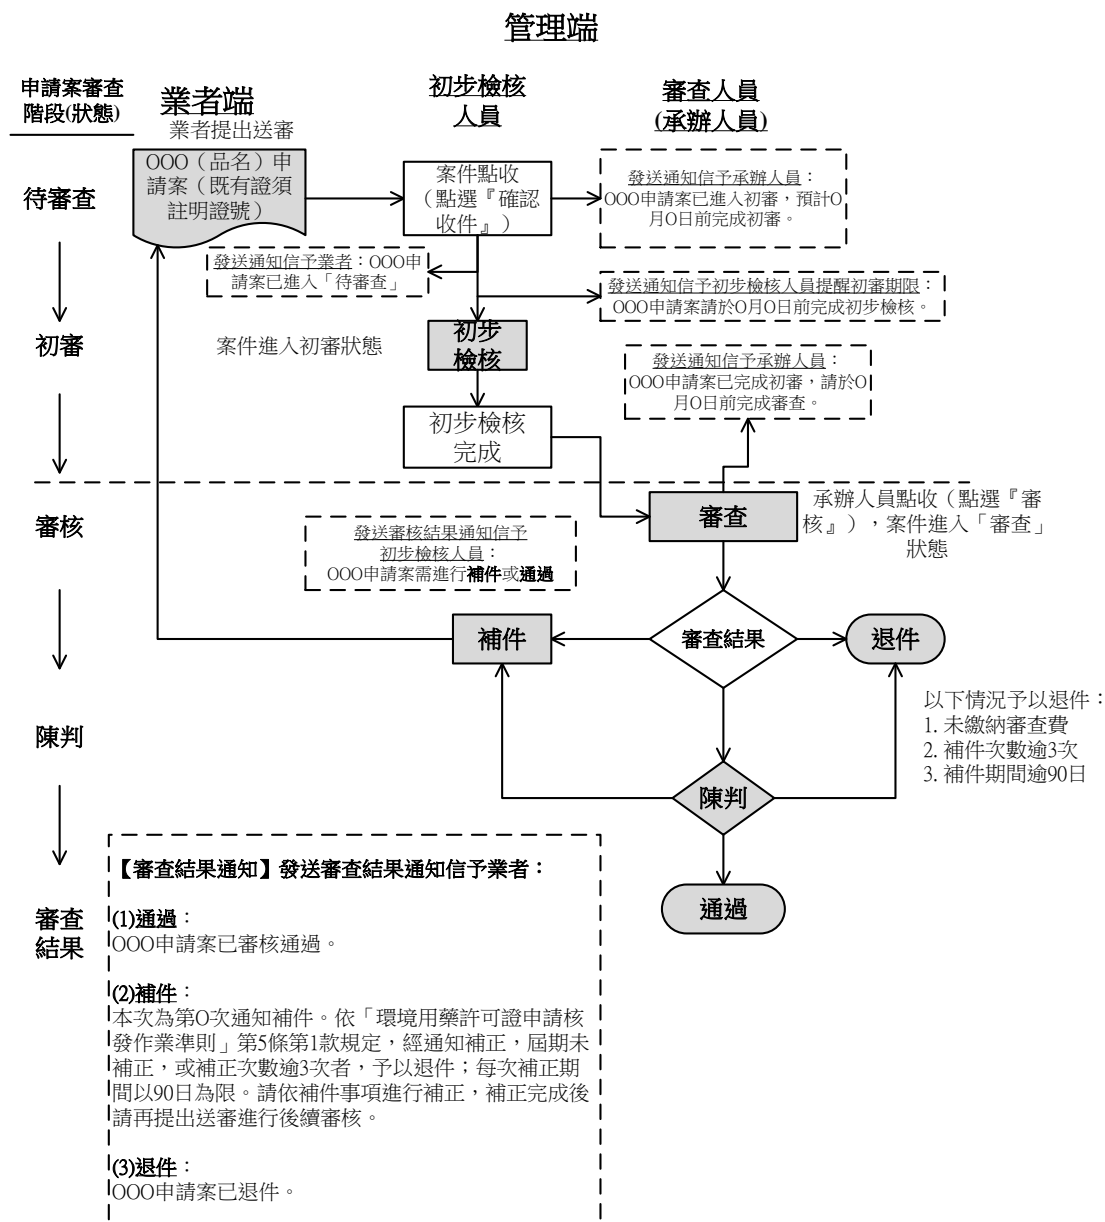 管理端
申請案審查
階段(狀態)
業者端
初步檢核
人員
審查人員
(承辦人員)
業者提出送審
OOO（品名）申
請案（既有證須
註明證號）
案件點收
（點選『確認
收件』）
發送通知信予承辦人員：
OOO申請案已進入初審，預計O
月O日前完成初審。
待審查
發送通知信予業者：OOO申
請案已進入「待審查」
發送通知信予初步檢核人員提醒初審期限：
OOO申請案請於O月O日前完成初步檢核。
初審
案件進入初審狀態
初步
檢核
發送通知信予承辦人員：
OOO申請案已完成初審，請於O
月O日前完成審查。
初步檢核
完成
審核
審查
承辦人員點收（點選『審
核』），案件進入「審查」
狀態
發送審核結果通知信予
初步檢核人員：
OOO申請案需進行補件或通過
補件
審查結果
退件
以下情況予以退件：
1. 未繳納審查費
2. 補件次數逾3次
3. 補件期間逾90日
陳判
陳判
通過
審查
結果
【審查結果通知】發送審查結果通知信予業者：
(1)通過：
OOO申請案已審核通過。
(2)補件：
本次為第O次通知補件。依「環境用藥許可證申請核
發作業準則」第5條第1款規定，經通知補正，屆期未
補正，或補正次數逾3次者，予以退件；每次補正期
間以90日為限。請依補件事項進行補正，補正完成後
請再提出送審進行後續審核。
(3)退件：
OOO申請案已退件。